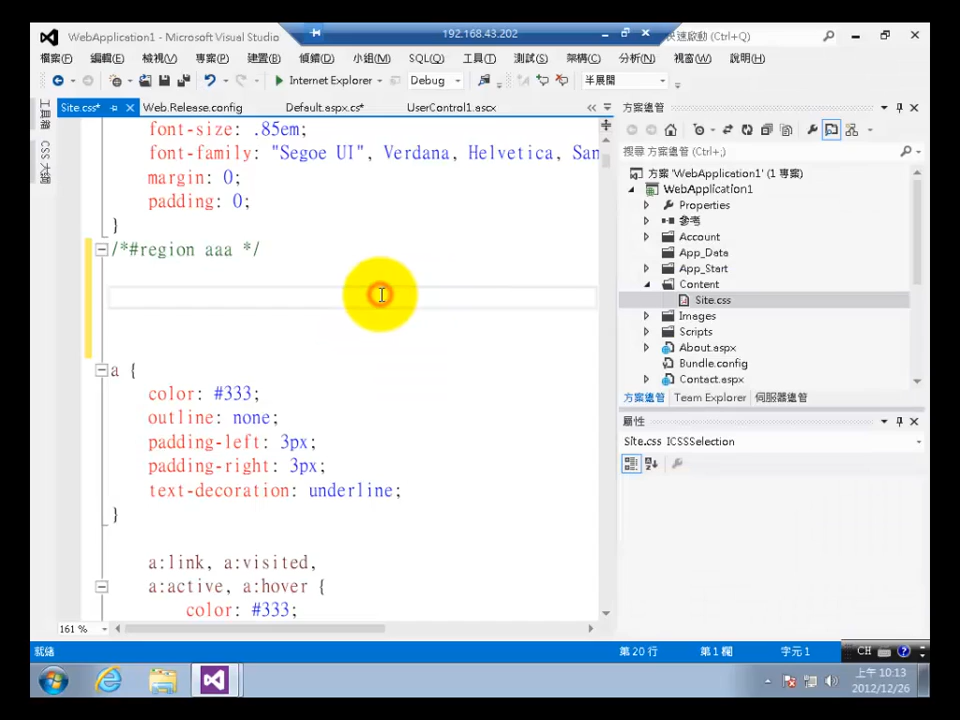 192.168.43.202
WebApplication1 - Microsoft Visual Studio
快速啟動 (Ctrl+Q)
檔案(F) 編輯(E) 檢視(V) 專案(P) 建置(B) 偵錯(D) 小組(M) SQL(Q) 工具(T) 測試(S) 架構(C) 分析(N) 視窗(W) 說明(H)
Internet Explorer Debug 半展開
工具箱
CSS 大綱
Site.css* Web.Release.config Default.aspx.cs* UserControl1.ascx
font-size: .85em;
font-family: "Segoe UI", Verdana, Helvetica, San
margin: 0;
padding: 0;
}
/*#region aaa */
a {
color: #333;
outline: none;
padding-left: 3px;
padding-right: 3px;
text-decoration: underline;
}
a:link, a:visited,
a:active, a:hover {
color: #333;
161 %
方案總管
搜尋 方案總管 (Ctrl+;)
方案 'WebApplication1' (1 專案)
WebApplication1
Properties
參考
Account
App_Data
App_Start
Content
Site.css
Images
Scripts
About.aspx
Bundle.config
Contact.aspx
方案總管 Team Explorer 伺服器總管
屬性
Site.css ICSSSelection
就緒 第 20 行 第 1 欄 字元 1
CH
上午 10:13
2012/12/26